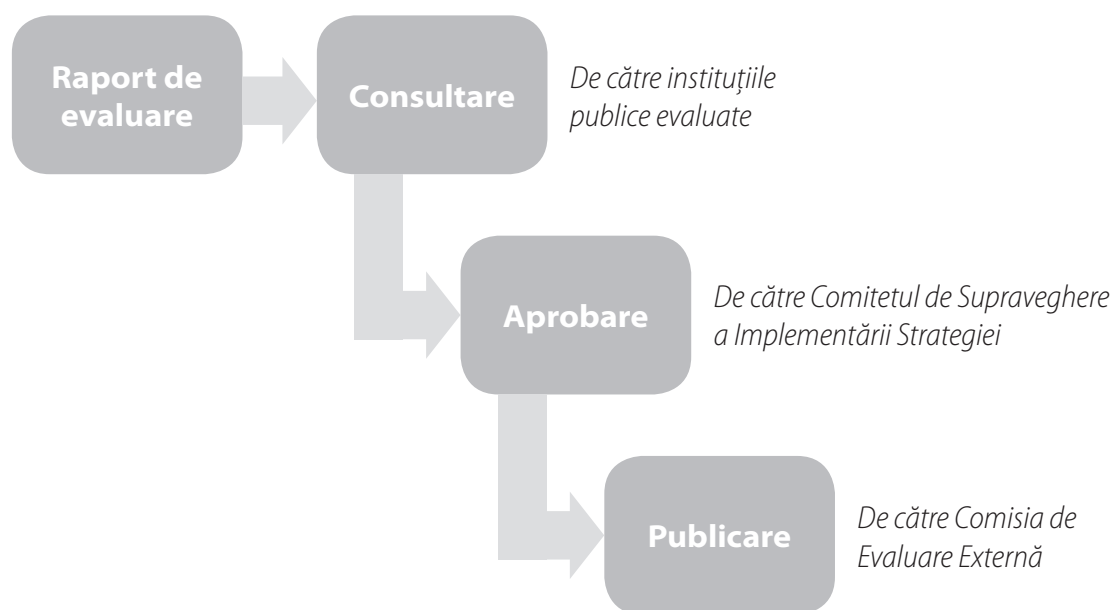 Raport de
evaluare
Consultare
De către instituțiile
publice evaluate
Aprobare
De către Comitetul de Supraveghere
a Implementării Strategiei
Publicare
De către Comisia de
Evaluare Externă